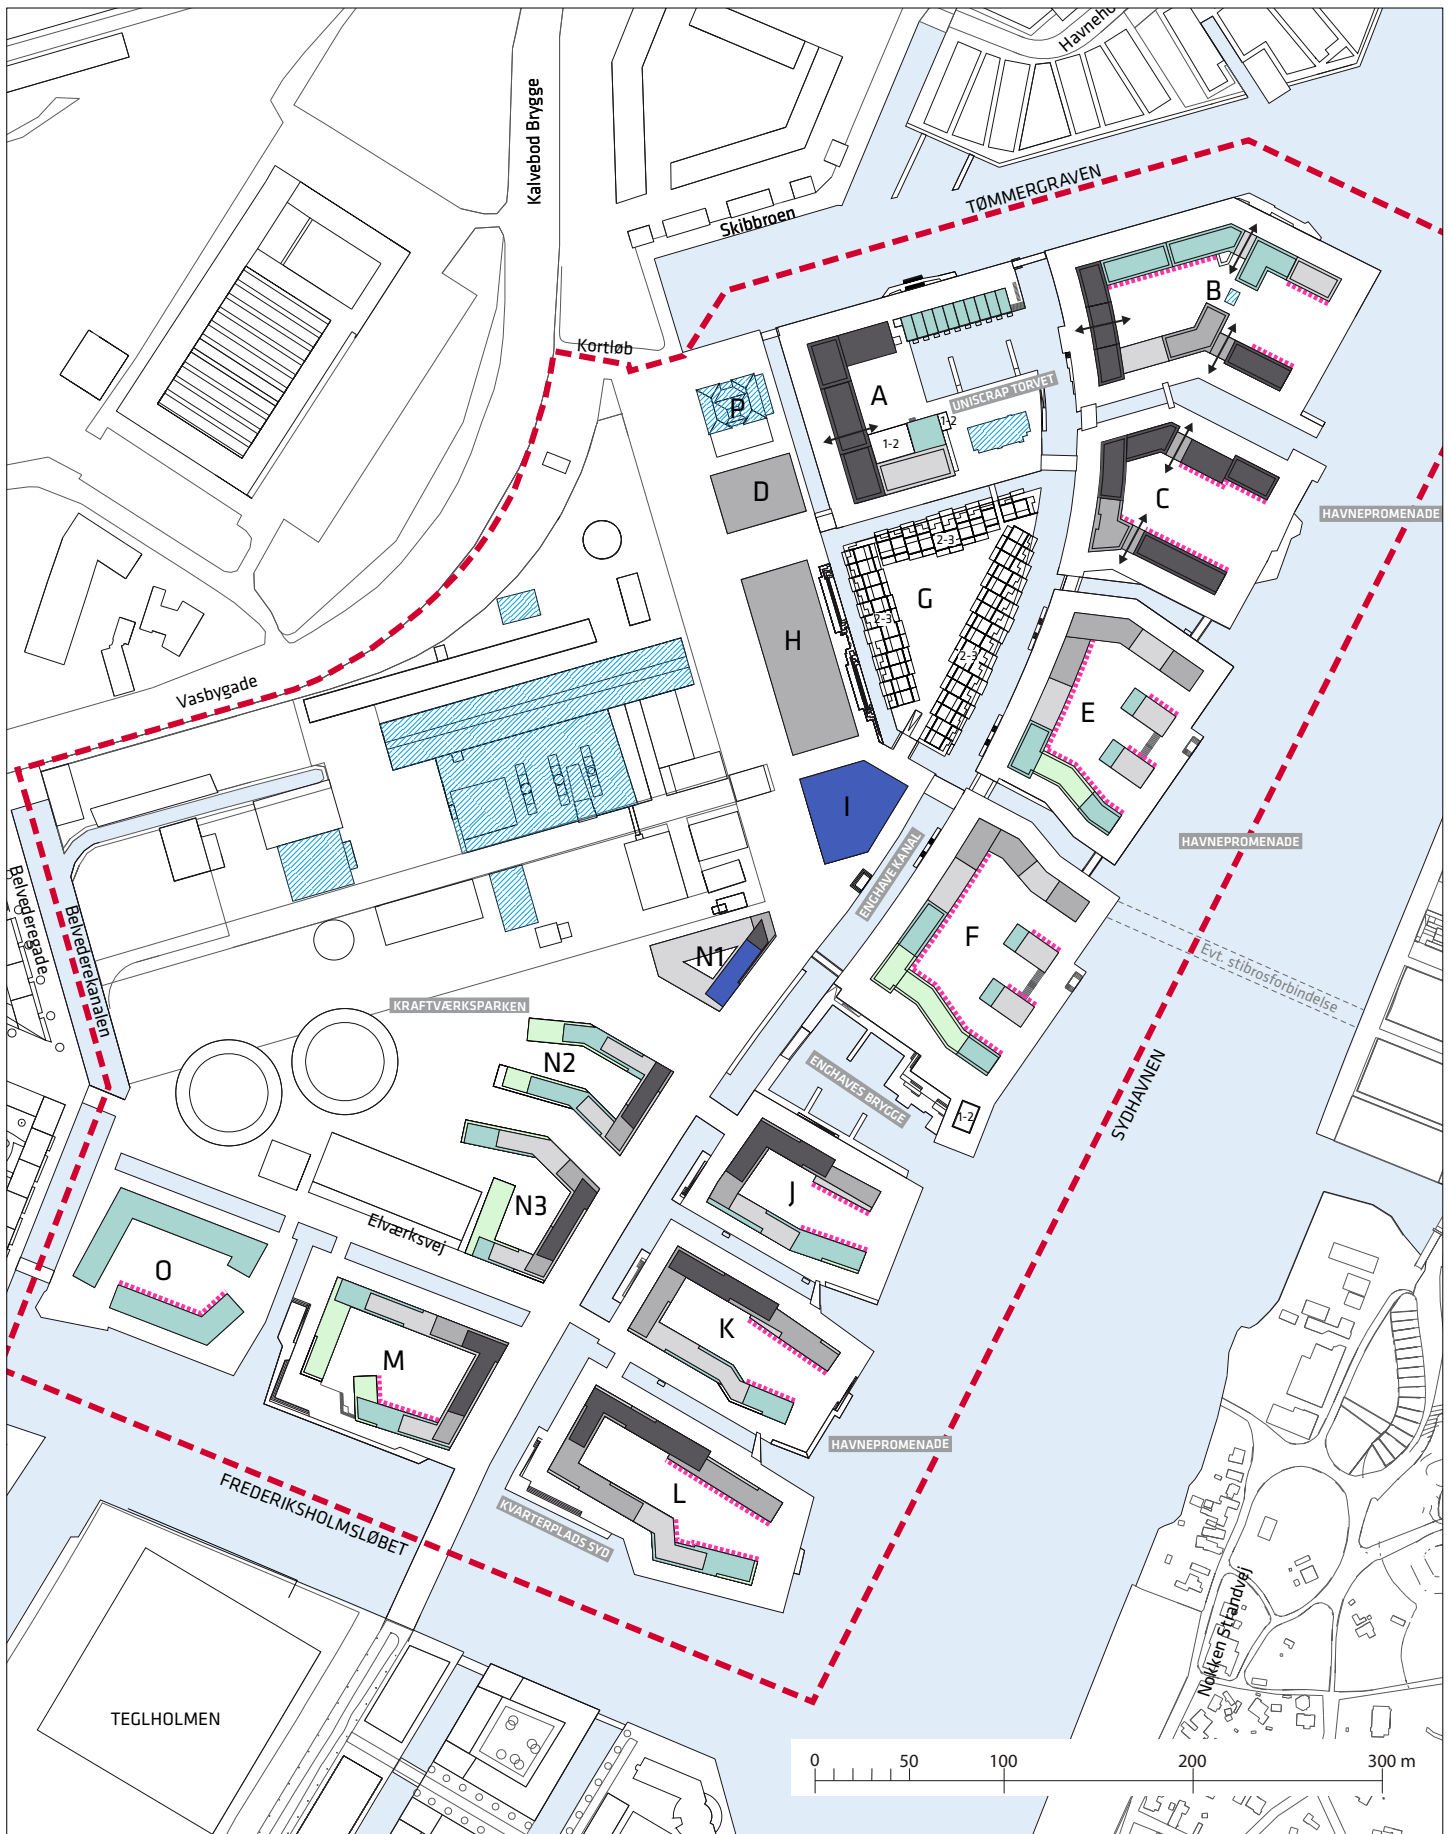 Havneho
Kalvebod Brygge
TØMMERGRAVEN
Skibbroen
B
Kortløb
A
UNISCRAP TORVET
P
1-2
1-2
D
C
HAVNEPROMENADE
2-3
G
2-3
H
2-3
Vasbygade
E
I
HAVNEPROMENADE
ENGHAVE KANAL
Belvederegade
Belvederekanalen
F
N1
Evt. stibrosforbindelse
KRAFTVÆRKSPARKEN
N2
ENGHAVES BRYGGE
SYDHAVNEN
1-2
J
N3
Elværksvej
O
K
M
HAVNEPROMENADE
L
FREDERIKSHOLMSLØBET
KVARTERPLADS SYD
Nokken Strandvej
TEGLHOLMEN
0 50 100 200 300 m